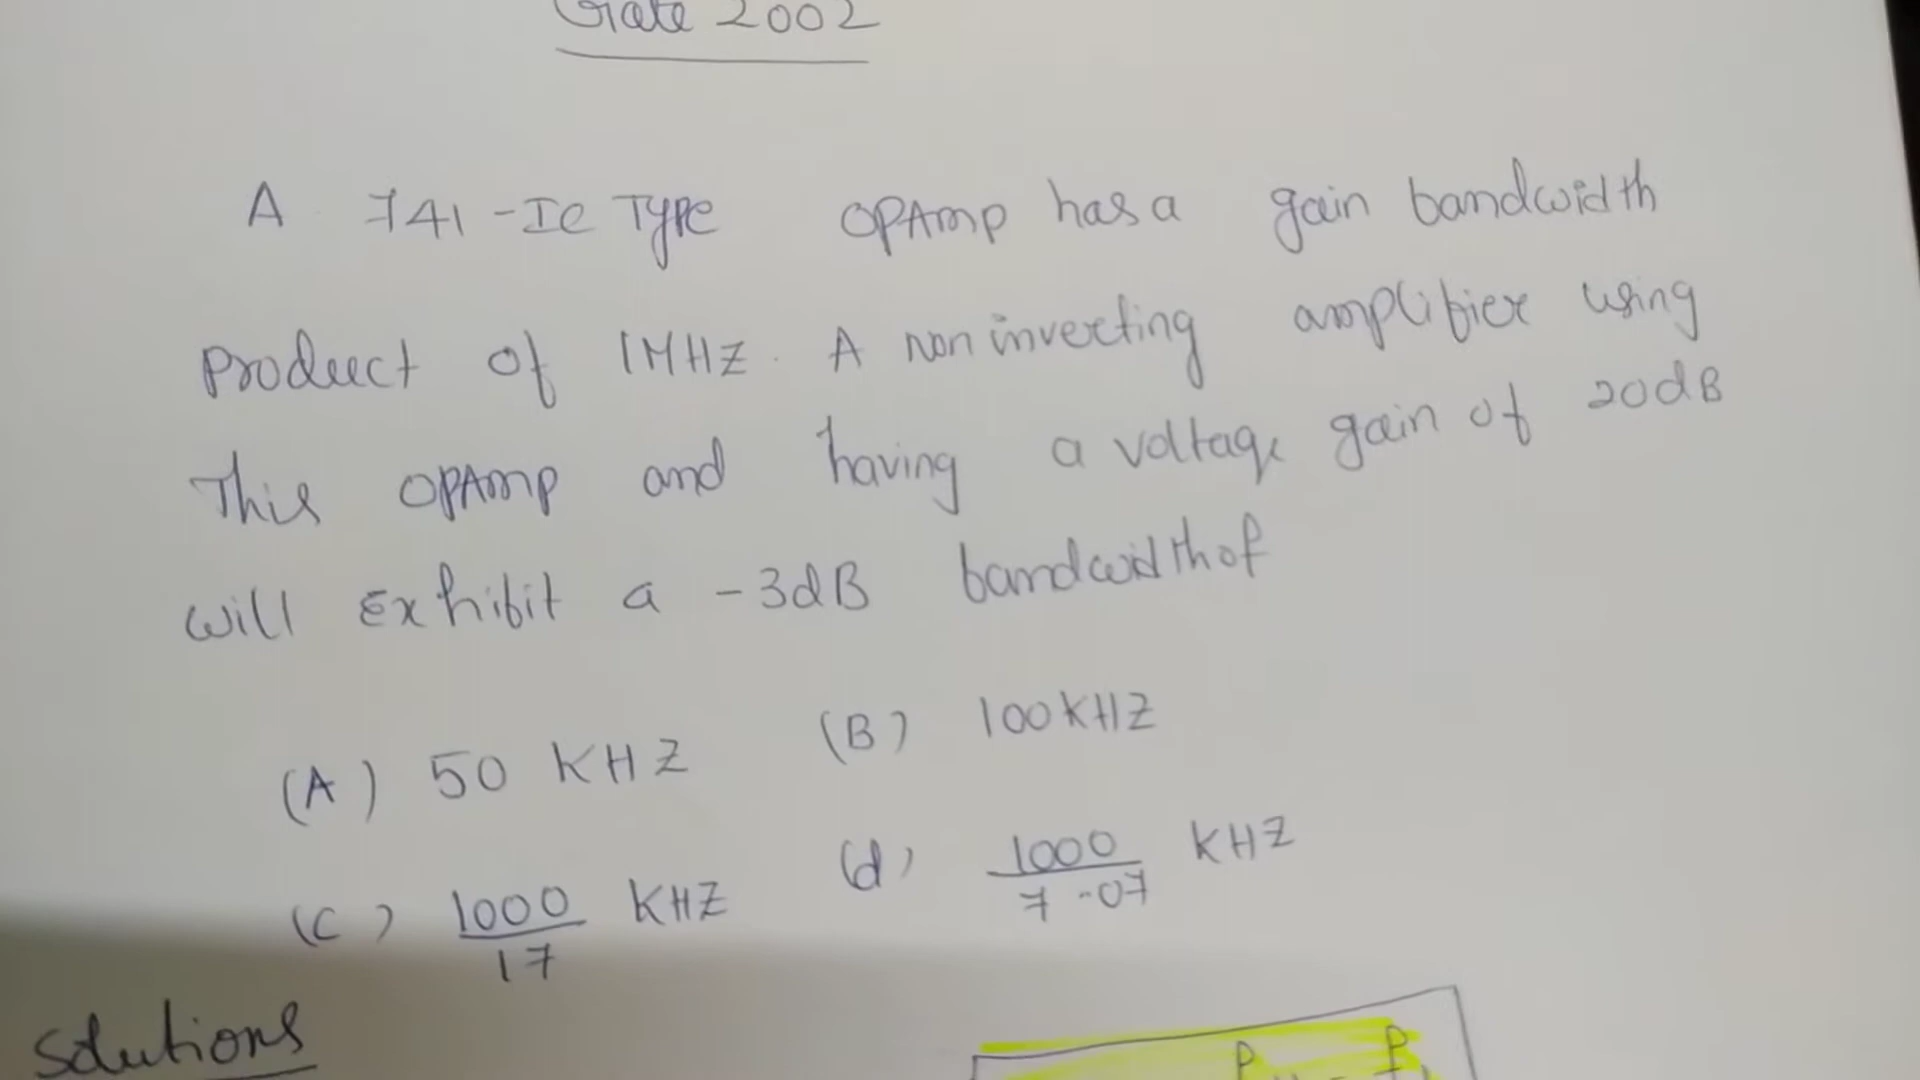 Gate 2002
A 741-IC Type OPAmp has a gain bandwidth
product of 1MHZ. A non inverting amplifier using
This OPAmp and having a voltage gain of 20dB
will Exhibit a -3dB bandwidth of
(A) 50 KHZ (B) 100KHZ
(C) 1000/17 KHZ (d) 1000/7.07 KHZ
Solutions
P P